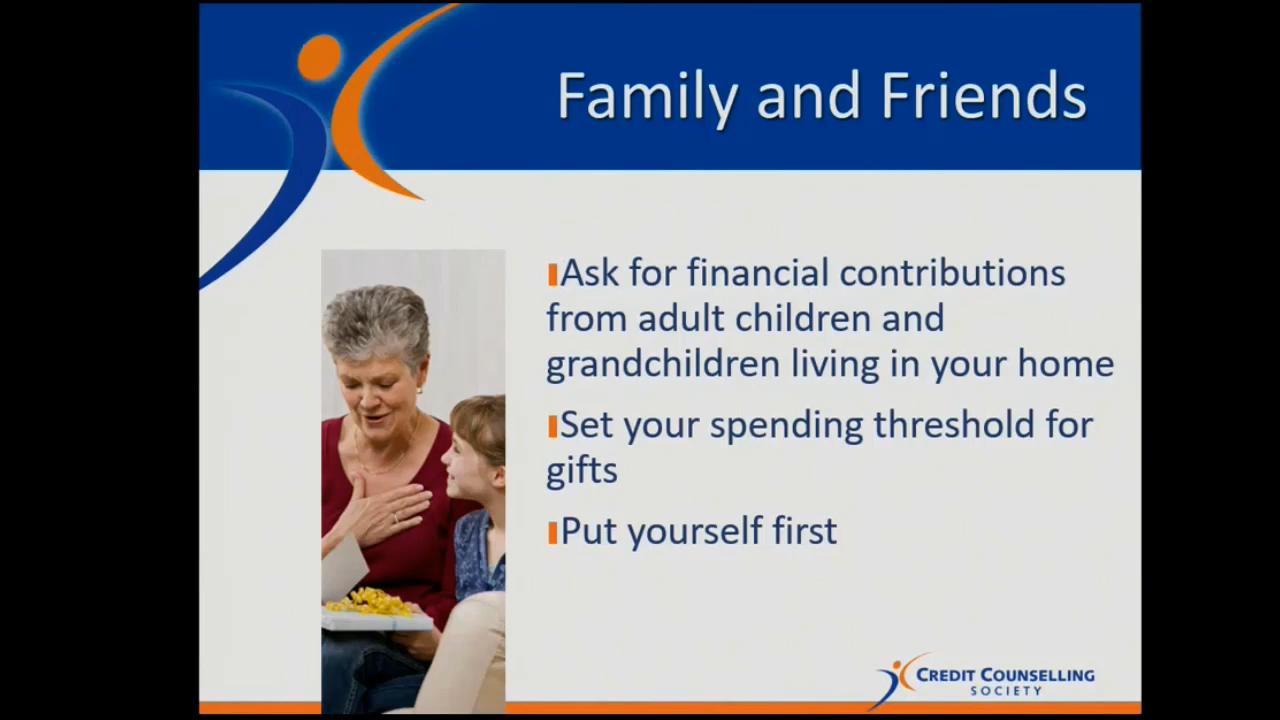 Family and Friends
Ask for financial contributions
from adult children and
grandchildren living in your home
Set your spending threshold for
gifts
Put yourself first
CREDIT COUNSELLING
SOCIETY